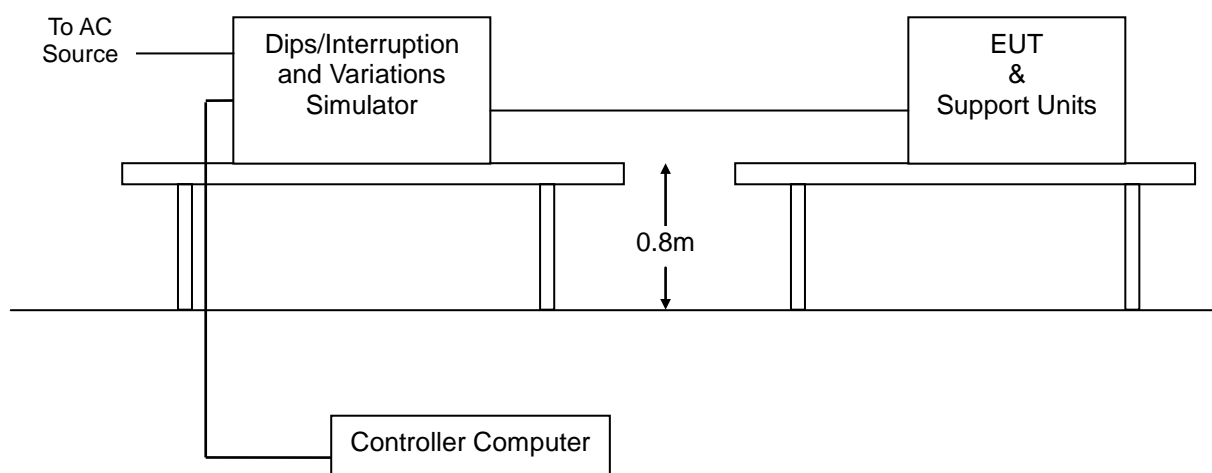 To AC
Source
Dips/Interruption
and Variations
Simulator
EUT
&
Support Units
0.8m
Controller Computer